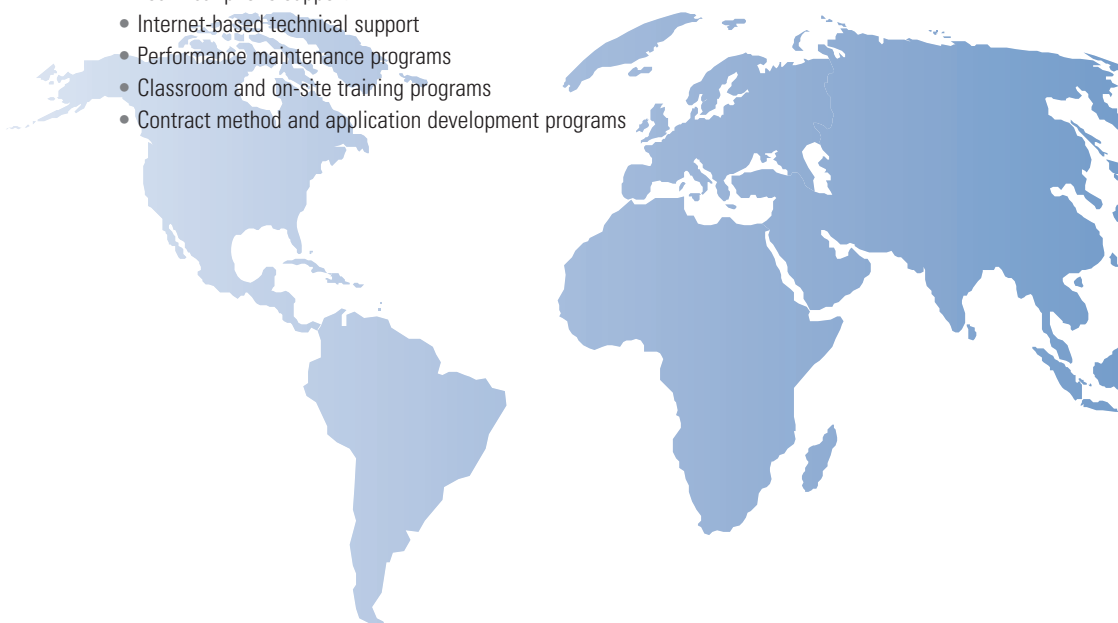 • Internet-based technical support
• Performance maintenance programs
• Classroom and on-site training programs
• Contract method and application development programs